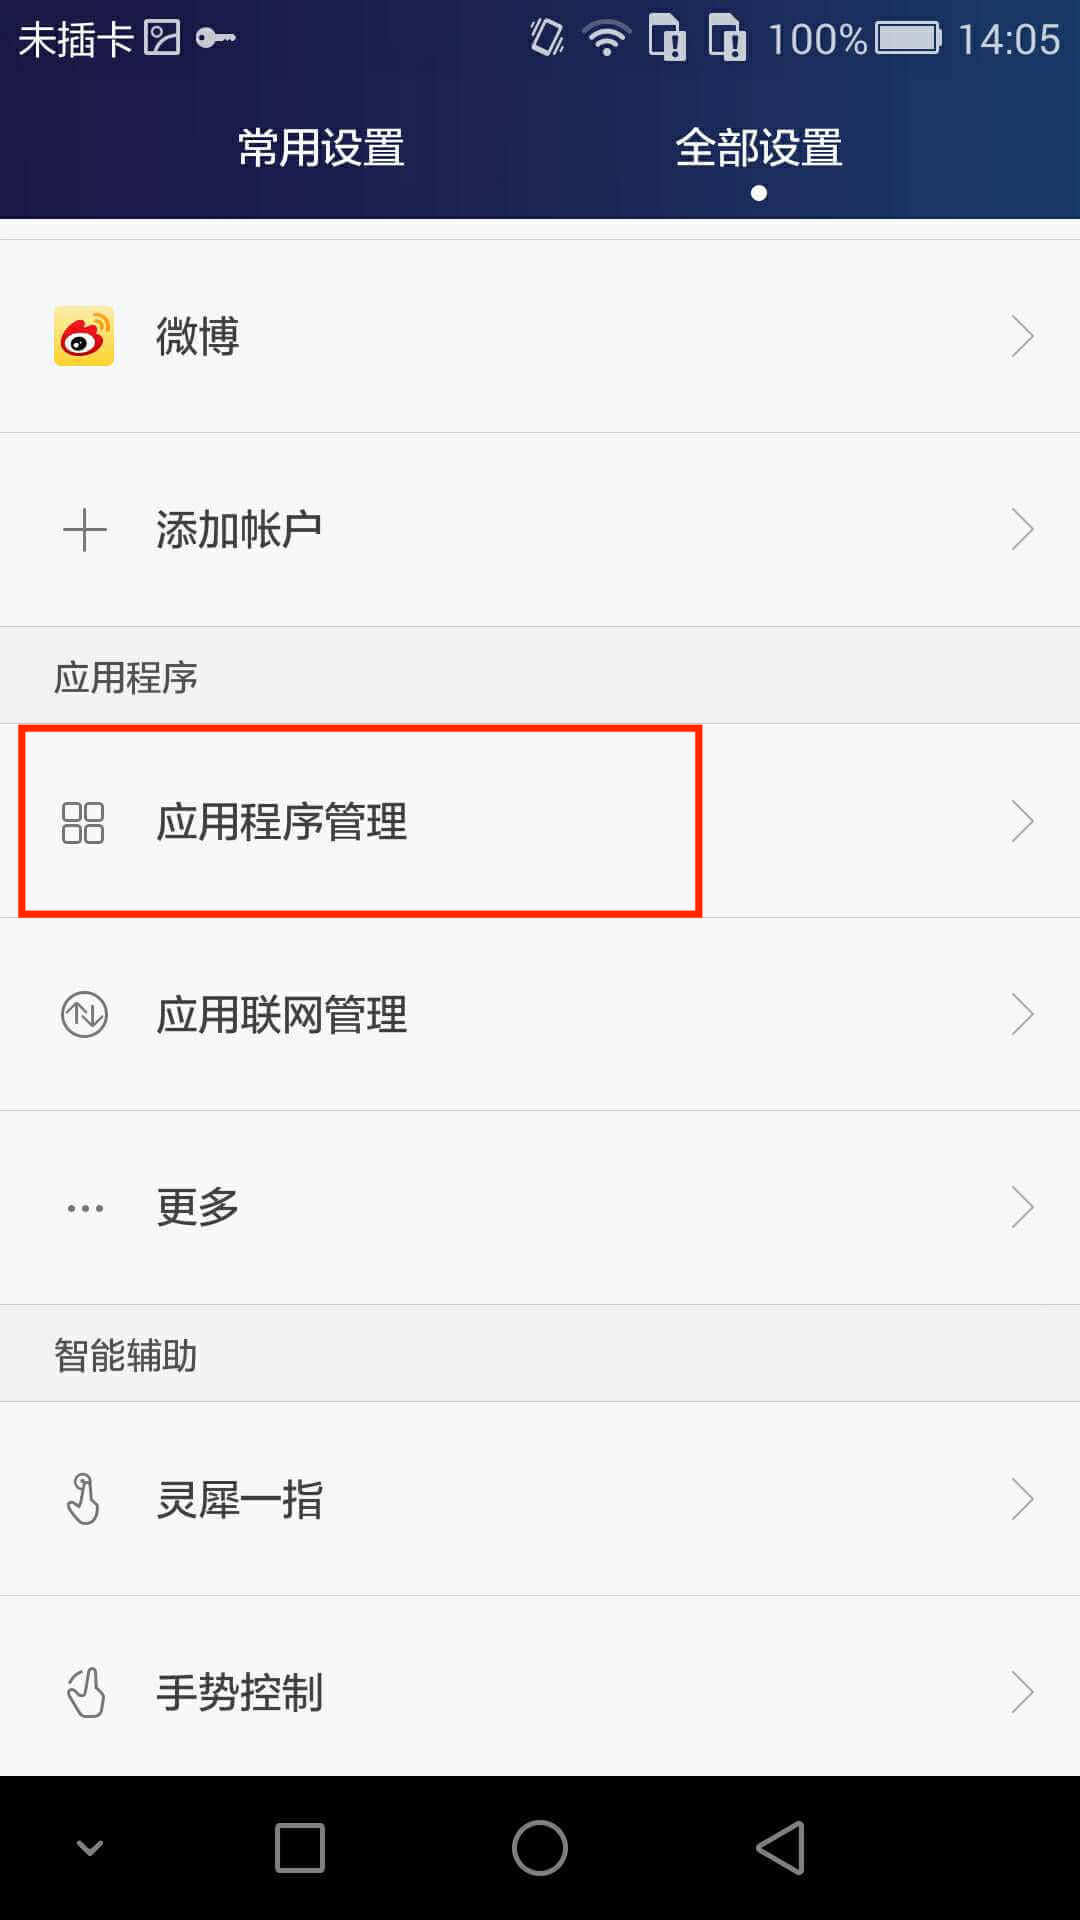 未插卡 100% 14:05
常用设置 全部设置
微博
添加帐户
应用程序
应用程序管理
应用联网管理
更多
智能辅助
灵犀一指
手势控制